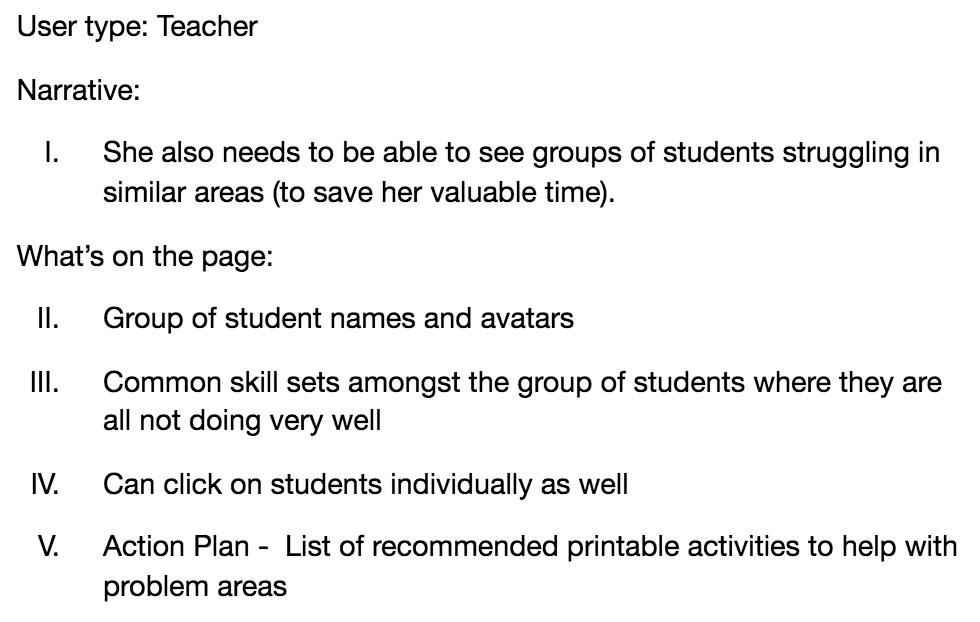 User type: Teacher
Narrative:
I. She also needs to be able to see groups of students struggling in
similar areas (to save her valuable time).
What’s on the page:
II. Group of student names and avatars
III. Common skill sets amongst the group of students where they are
all not doing very well
IV. Can click on students individually as well
V. Action Plan -  List of recommended printable activities to help with
problem areas